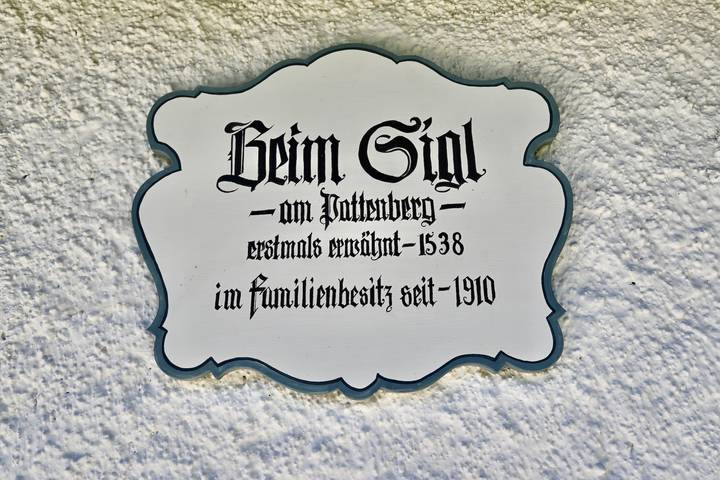 Beim Sigl
– am Pattenberg –
erstmals erwähnt – 1538
im Familienbesitz seit – 1910